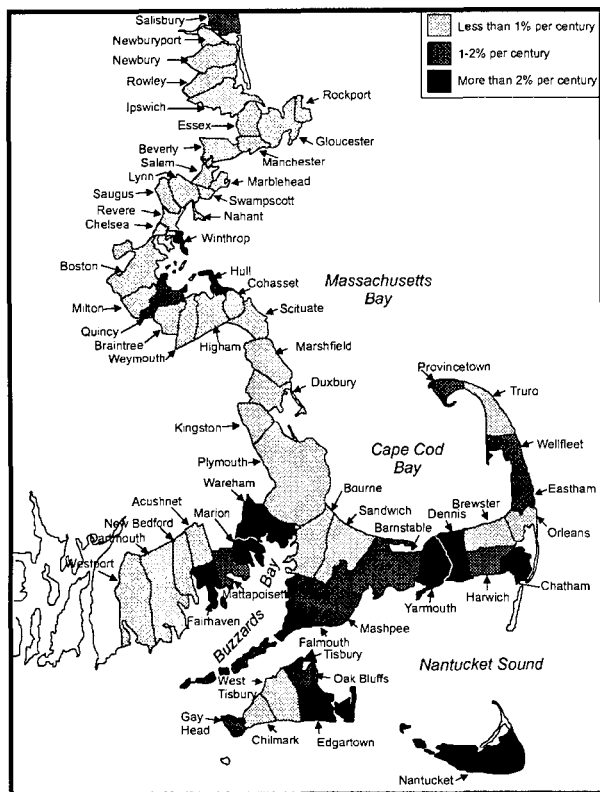 Salisbury
Less than 1% per century
1-2% per century
More than 2% per century
Newburyport
Newbury
Rowley
Ipswich
Rockport
Essex
Gloucester
Beverly
Manchester
Salem
Lynn
Marblehead
Saugus
Swampscott
Revere
Nahant
Chelsea
Winthrop
Boston
Hull
Cohasset
Massachusetts
Bay
Milton
Scituate
Quincy
Braintree
Weymouth
Higham
Marshfield
Provincetown
Truro
Duxbury
Kingston
Cape Cod
Bay
Wellfleet
Plymouth
Wareham
Bourne
Eastham
Acushnet
Sandwich
Brewster
Marion
Barnstable
Dennis
Orleans
New Bedford
Dartmouth
Westport
Mattapoisett
Fairhaven
Buzzards Bay
Yarmouth
Harwich
Chatham
Mashpee
Falmouth
Tisbury
Nantucket Sound
West
Tisbury
Oak Bluffs
Gay
Head
Chilmark
Edgartown
Nantucket